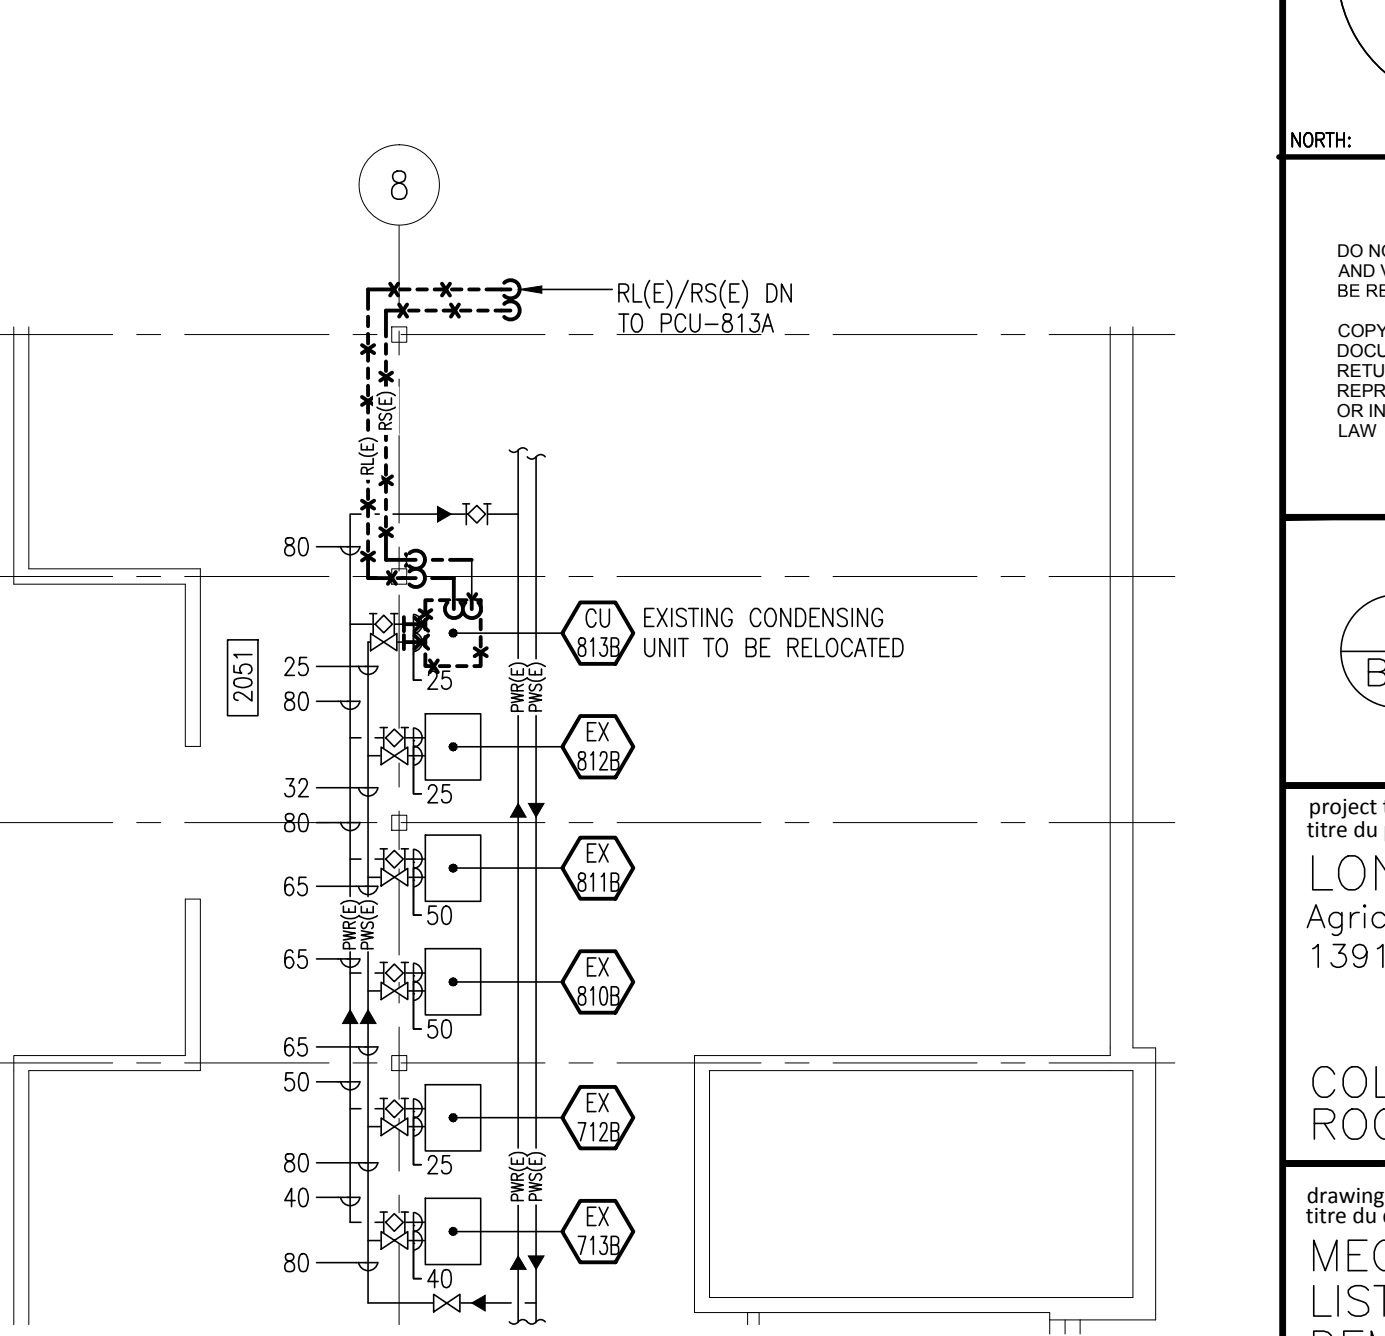 NORTH:
8
DO NO
AND V
BE RE
RL(E)/RS(E) DN
TO PCU-813A
COPY
DOCU
RETU
REPR
OR IN
LAW
RS(E)
RL(E)
80
CU
813B
EXISTING CONDENSING
UNIT TO BE RELOCATED
2051
25
25
80
PWR(E)
PWS(E)
B
EX
812B
32
25
80
project t
titre du p
EX
811B
65
50
LON
Agric
1391
PWR(E)
PWS(E)
65
EX
810B
50
65
50
COL
ROO
EX
712B
80
25
PWR(E)
PWS(E)
40
drawing
titre du d
EX
713B
80
40
MEC
LIST